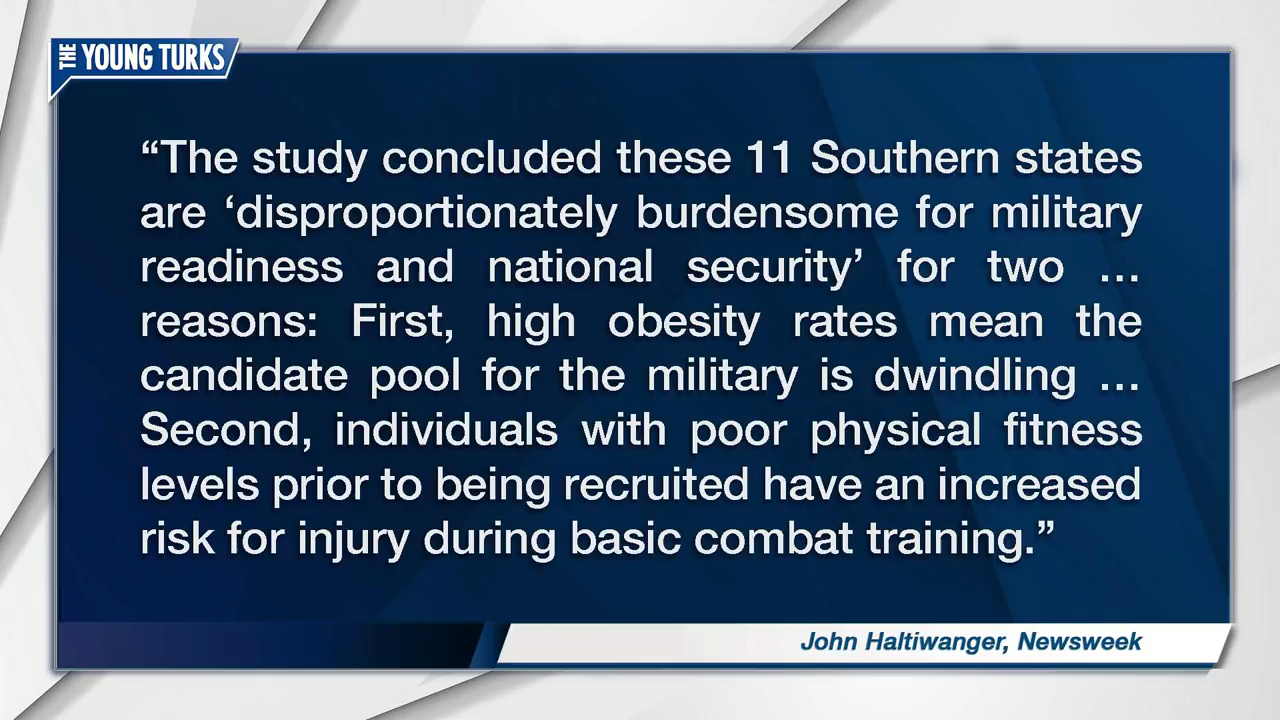 THE YOUNG TURKS
“The study concluded these 11 Southern states
are ‘disproportionately burdensome for military
readiness and national security’ for two ...
reasons: First, high obesity rates mean the
candidate pool for the military is dwindling ...
Second, individuals with poor physical fitness
levels prior to being recruited have an increased
risk for injury during basic combat training.”
John Haltiwanger, Newsweek